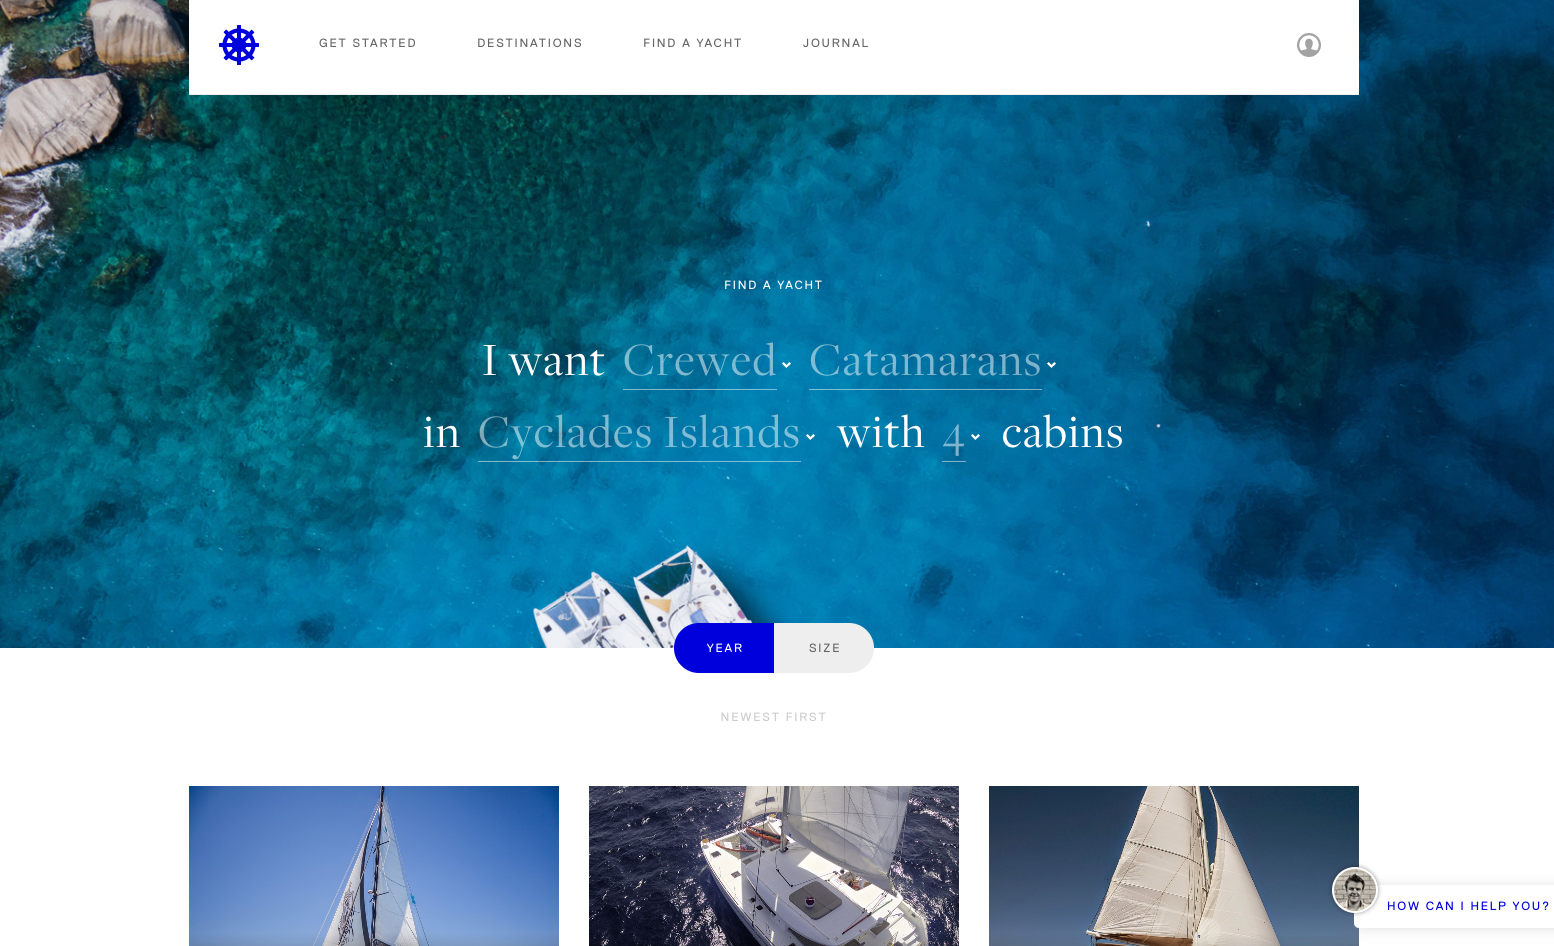 GET STARTED
DESTINATIONS
FIND A YACHT
JOURNAL
FIND A YACHT
I want Crewed Catamarans
in Cyclades Islands with 4 cabins
YEAR
SIZE
NEWEST FIRST
HOW CAN I HELP YOU?